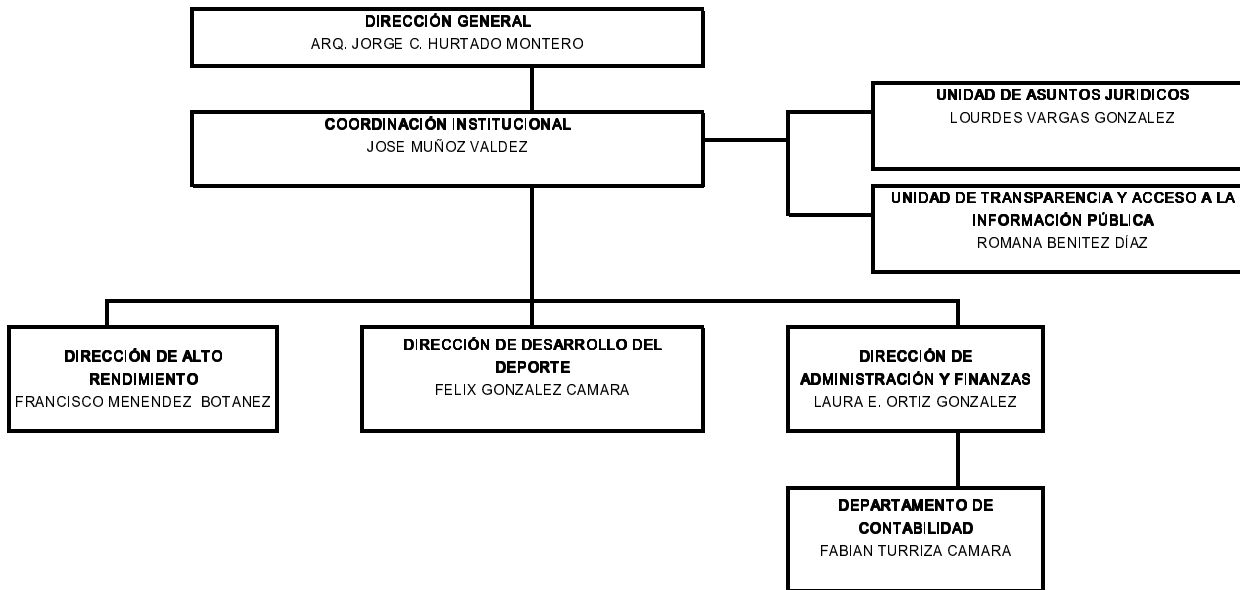 DIRECCIÓN GENERAL
ARQ. JORGE C. HURTADO MONTERO
COORDINACIÓN INSTITUCIONAL
JOSE MUÑOZ VALDEZ
UNIDAD DE ASUNTOS JURIDICOS
LOURDES VARGAS GONZALEZ
UNIDAD DE TRANSPARENCIA Y ACCESO A LA
INFORMACIÓN PÚBLICA
ROMANA BENITEZ DÍAZ
DIRECCIÓN DE ALTO
RENDIMIENTO
FRANCISCO MENENDEZ BOTANEZ
DIRECCIÓN DE DESARROLLO DEL
DEPORTE
FELIX GONZALEZ CAMARA
DIRECCIÓN DE
ADMINISTRACIÓN Y FINANZAS
LAURA E. ORTIZ GONZALEZ
DEPARTAMENTO DE
CONTABILIDAD
FABIAN TURRIZA CAMARA